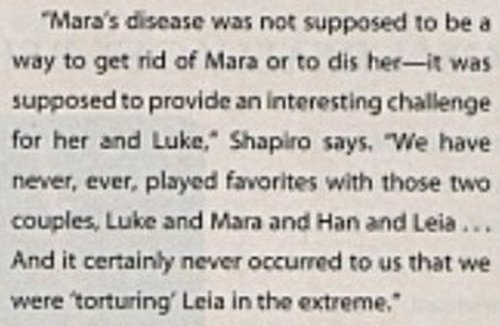 "Mara's disease was not supposed to be a
way to get rid of Mara or to dis her—it was
supposed to provide an interesting challenge
for her and Luke," Shapiro says. "We have
never, ever, played favorites with those two
couples, Luke and Mara and Han and Leia ...
And it certainly never occurred to us that we
were 'torturing' Leia in the extreme."